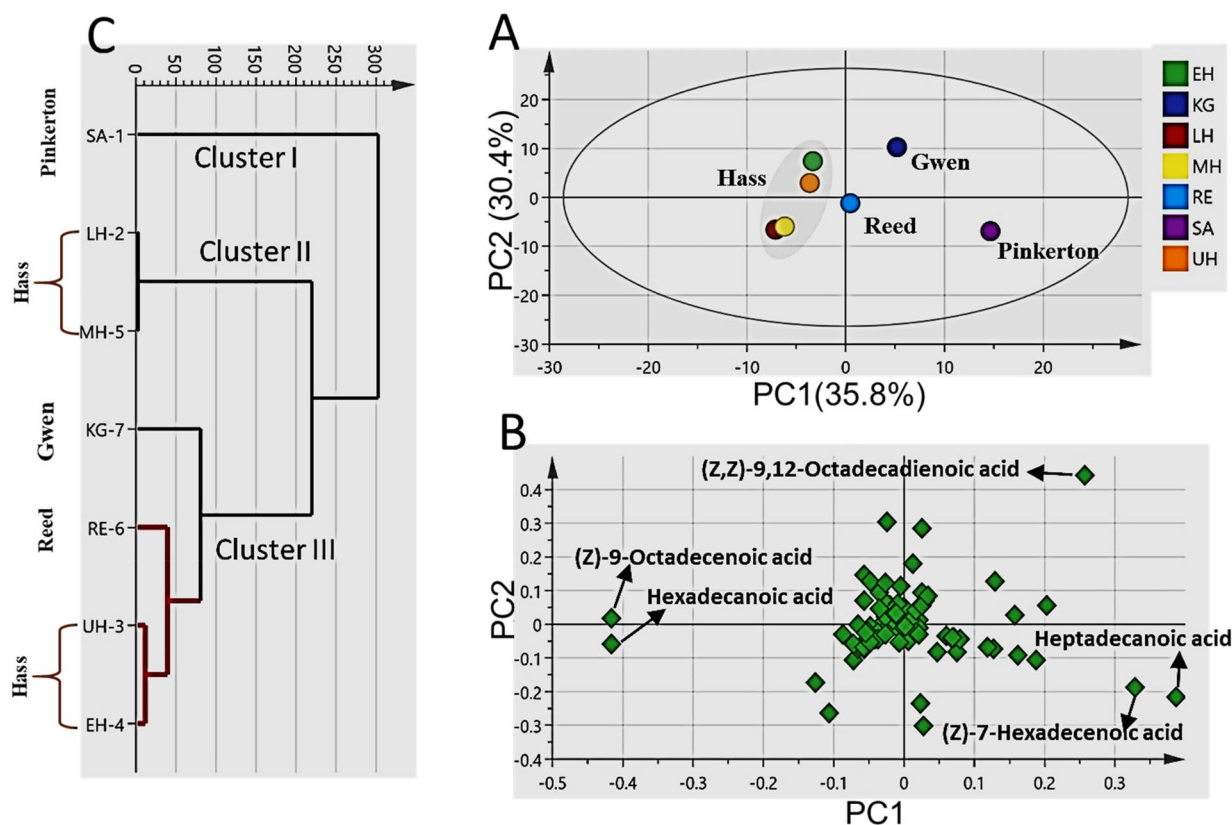 C
0 50 100 150 200 250 300
Pinkerton
SA-1
Cluster I
Hass
LH-2
Cluster II
MH-5
Gwen
KG-7
Reed
RE-6
Cluster III
Hass
UH-3
EH-4
A
PC2 (30.4%)
20
10
0
-10
-20
-30
-30 -20 -10 0 10 20
PC1(35.8%)
Hass
Gwen
Reed
Pinkerton
EH
KG
LH
MH
RE
SA
UH
B
PC2
0.4
0.3
0.2
0.1
0
-0.1
-0.2
-0.3
-0.4
-0.5 -0.4 -0.3 -0.2 -0.1 0 0.1 0.2 0.3
PC1
(Z,Z)-9,12-Octadecadienoic acid
(Z)-9-Octadecenoic acid
Hexadecanoic acid
Heptadecanoic acid
(Z)-7-Hexadecenoic acid